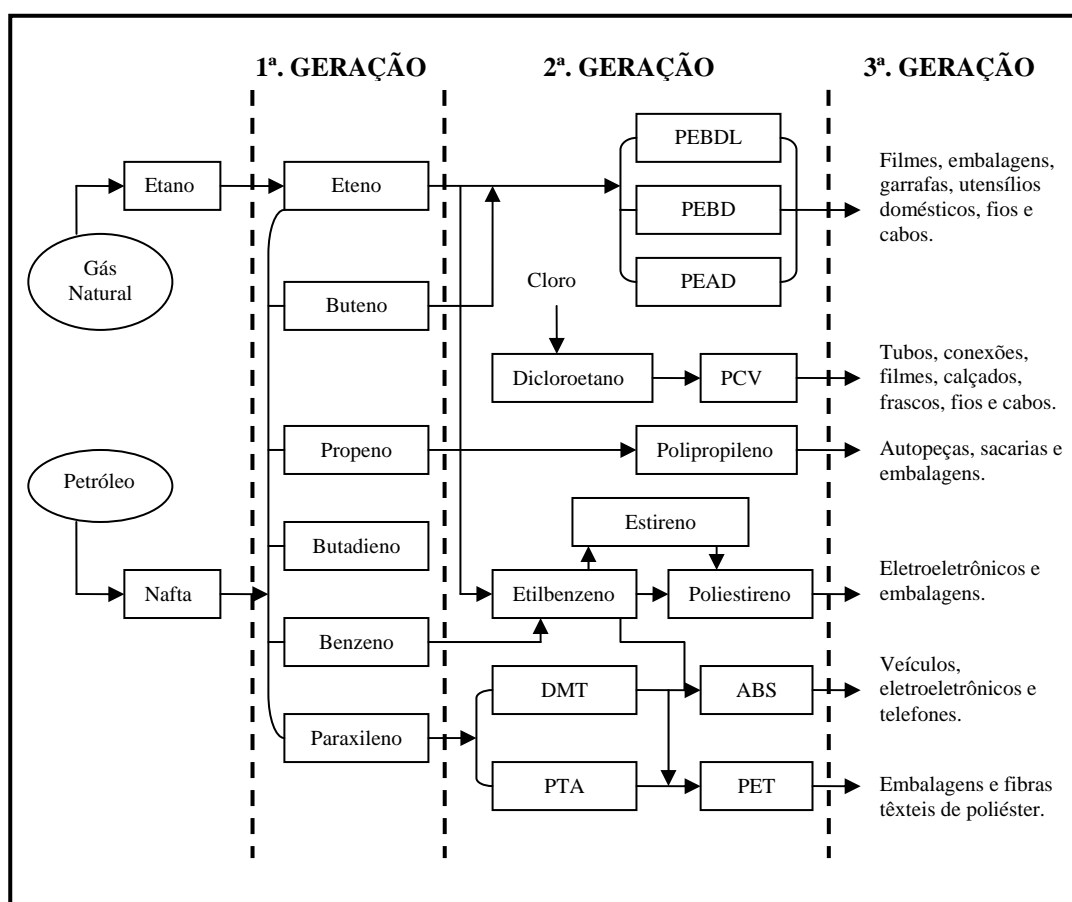 1ª. GERAÇÃO
2ª. GERAÇÃO
3ª. GERAÇÃO
PEBDL
Etano
Eteno
PEBD
Filmes, embalagens,
garrafas, utensílios
domésticos, fios e
cabos.
Gás
Natural
Buteno
Cloro
PEAD
Dicloroetano
PCV
Tubos, conexões,
filmes, calçados,
frascos, fios e cabos.
Propeno
Polipropileno
Autopeças, sacarias e
embalagens.
Petróleo
Estireno
Butadieno
Nafta
Etilbenzeno
Poliestireno
Eletroeletrônicos e
embalagens.
Benzeno
DMT
ABS
Veículos,
eletroeletrônicos e
telefones.
Paraxileno
PTA
PET
Embalagens e fibras
têxteis de poliéster.